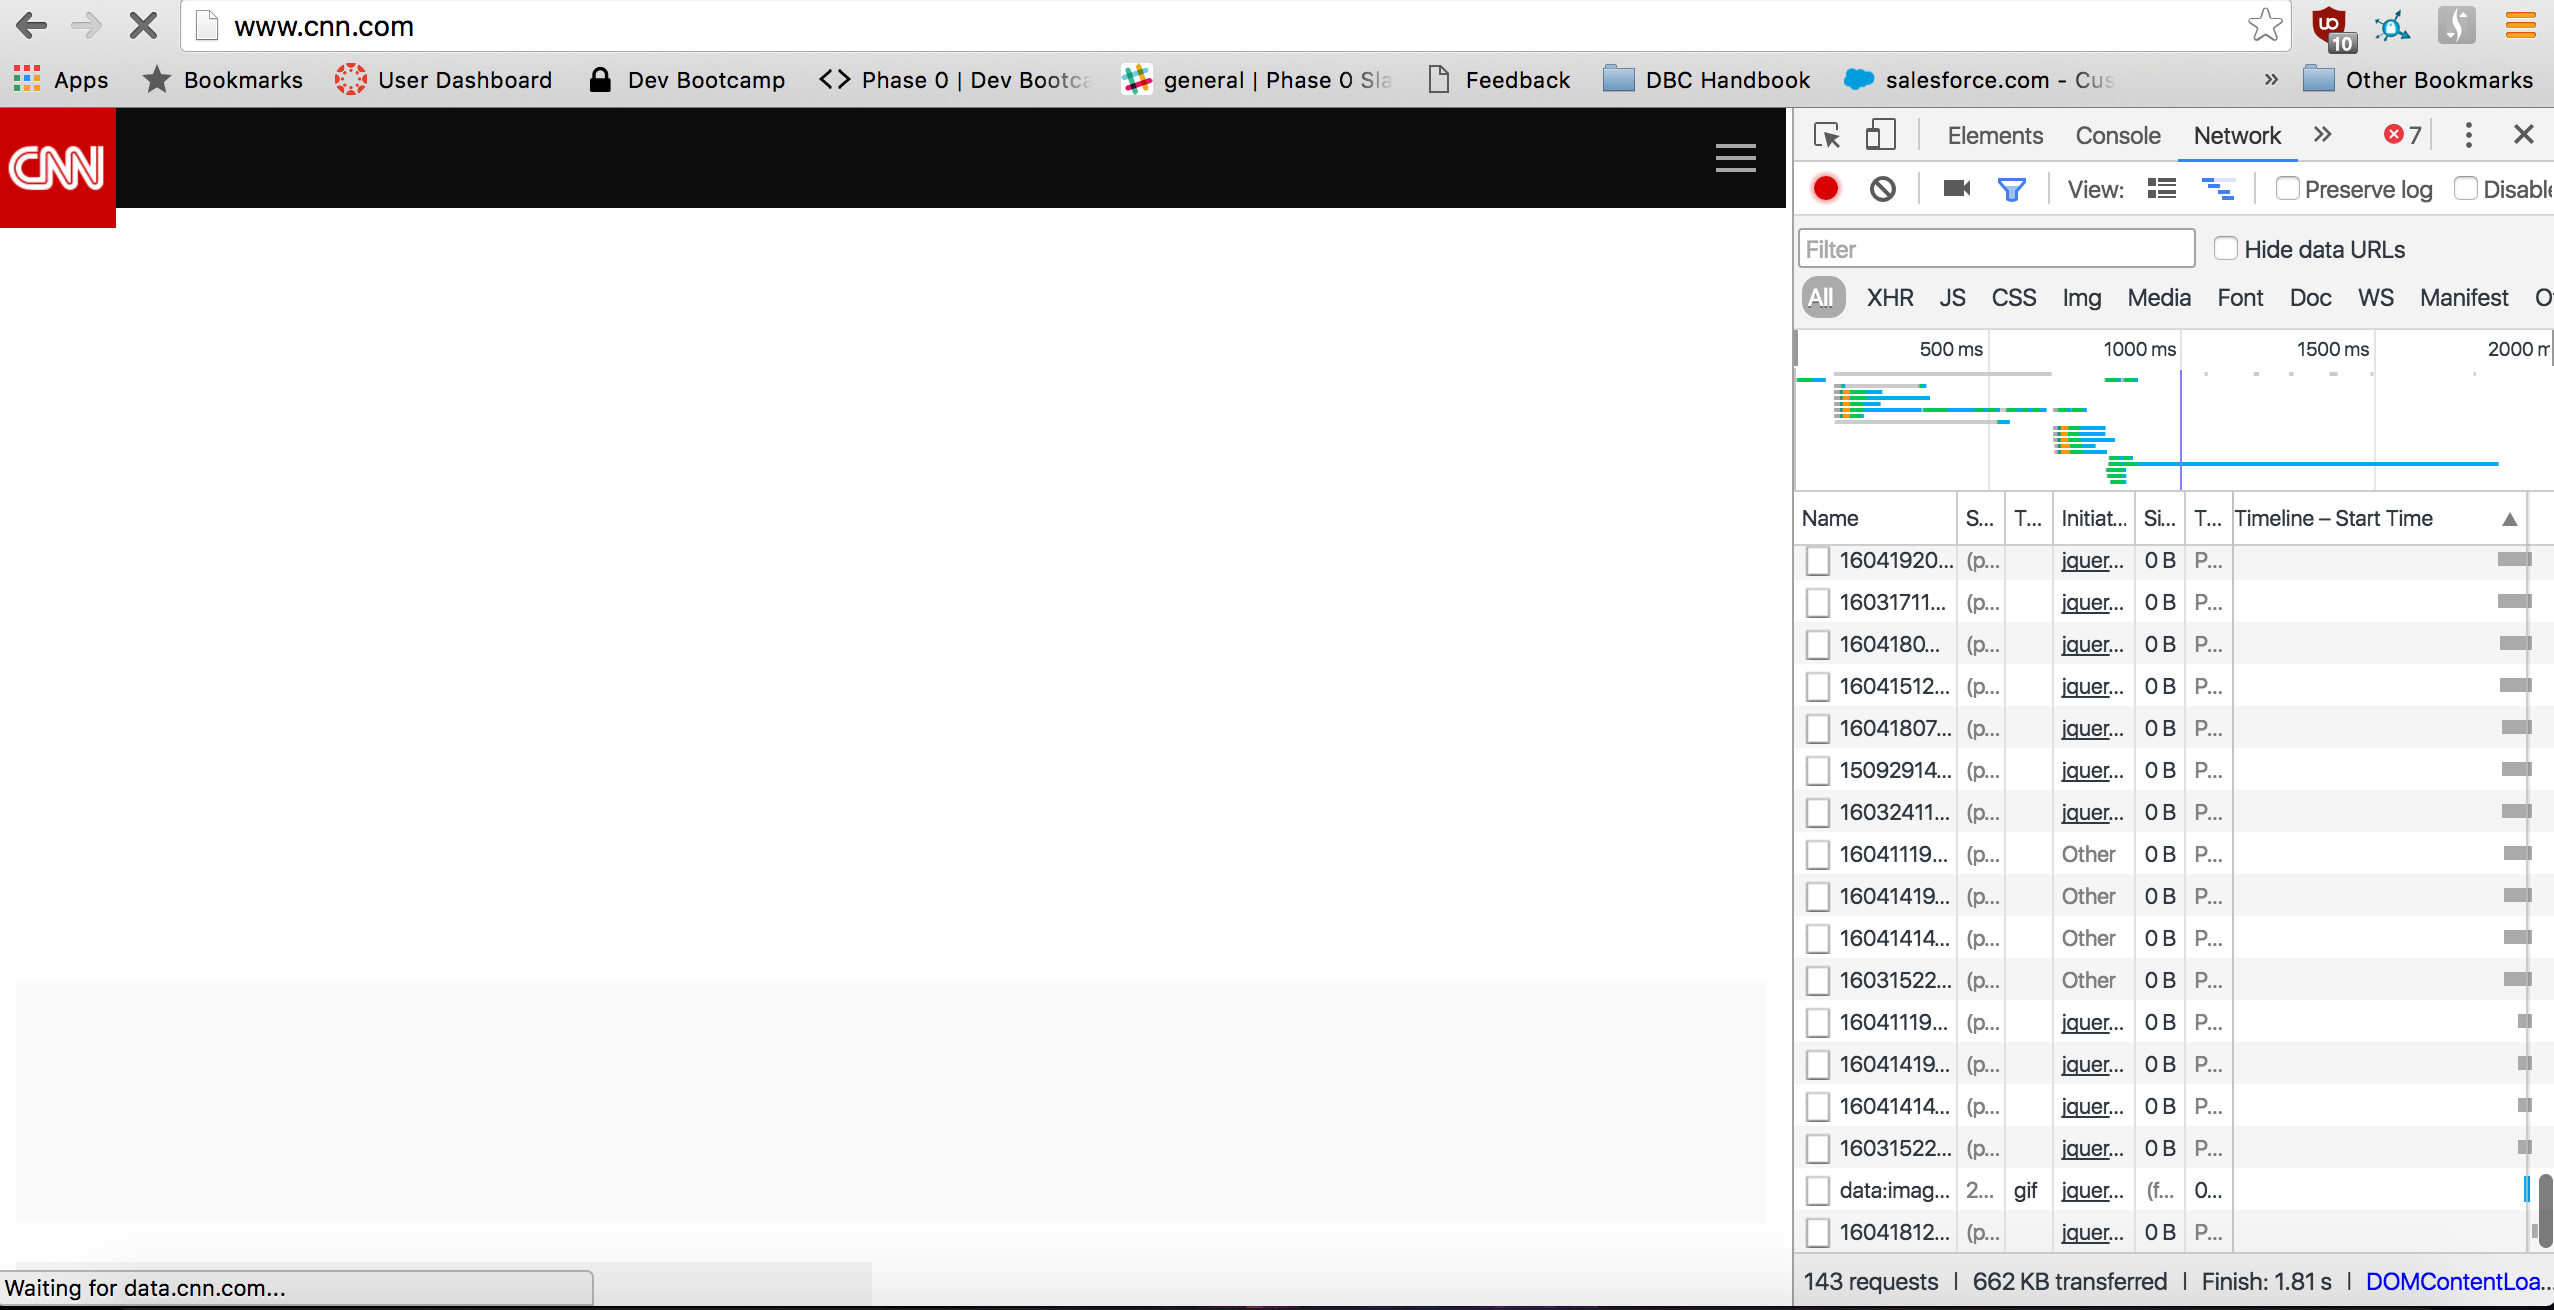 www.cnn.com
10
Apps Bookmarks User Dashboard Dev Bootcamp Phase 0 | Dev Bootca general | Phase 0 Sla Feedback DBC Handbook salesforce.com - Cus » Other Bookmarks
CNN
Elements Console Network » 7
View: Preserve log Disable
Filter Hide data URLs
All XHR JS CSS Img Media Font Doc WS Manifest O
500 ms 1000 ms 1500 ms 2000 m
Name S... T... Initiat... Si... T... Timeline – Start Time
16041920... (p... jquer... 0 B P...
16031711... (p... jquer... 0 B P...
1604180... (p... jquer... 0 B P...
16041512... (p... jquer... 0 B P...
16041807... (p... jquer... 0 B P...
15092914... (p... jquer... 0 B P...
16032411... (p... jquer... 0 B P...
16041119... (p... Other 0 B P...
16041419... (p... Other 0 B P...
16041414... (p... Other 0 B P...
16031522... (p... Other 0 B P...
16041119... (p... jquer... 0 B P...
16041419... (p... jquer... 0 B P...
16041414... (p... jquer... 0 B P...
16031522... (p... jquer... 0 B P...
data:imag... 2... gif jquer... (f... 0...
16041812... (p... jquer... 0 B P...
Waiting for data.cnn.com...
143 requests | 662 KB transferred | Finish: 1.81 s | DOMContentLoa...